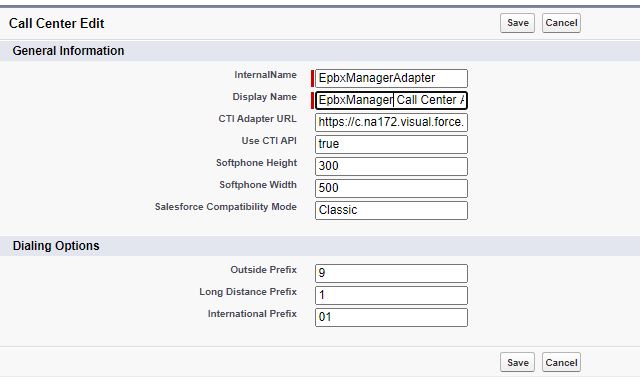 Call Center Edit Save Cancel
General Information
InternalName EpbxManagerAdapter
Display Name EpbxManager Call Center A
CTI Adapter URL https://c.na172.visual.force.
Use CTI API true
Softphone Height 300
Softphone Width 500
Salesforce Compatibility Mode Classic
Dialing Options
Outside Prefix 9
Long Distance Prefix 1
International Prefix 01
Save Cancel